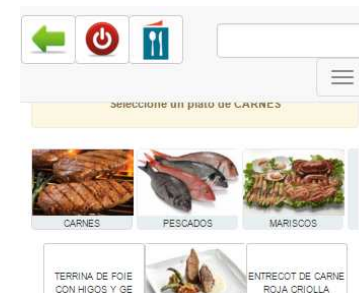 Seleccione un plato de CARNES
CARNES
PESCADOS
MARISCOS
TERRINA DE FOIE
CON HIGOS Y GE
ENTRECOT DE CARNE
ROJA CRIOLLA